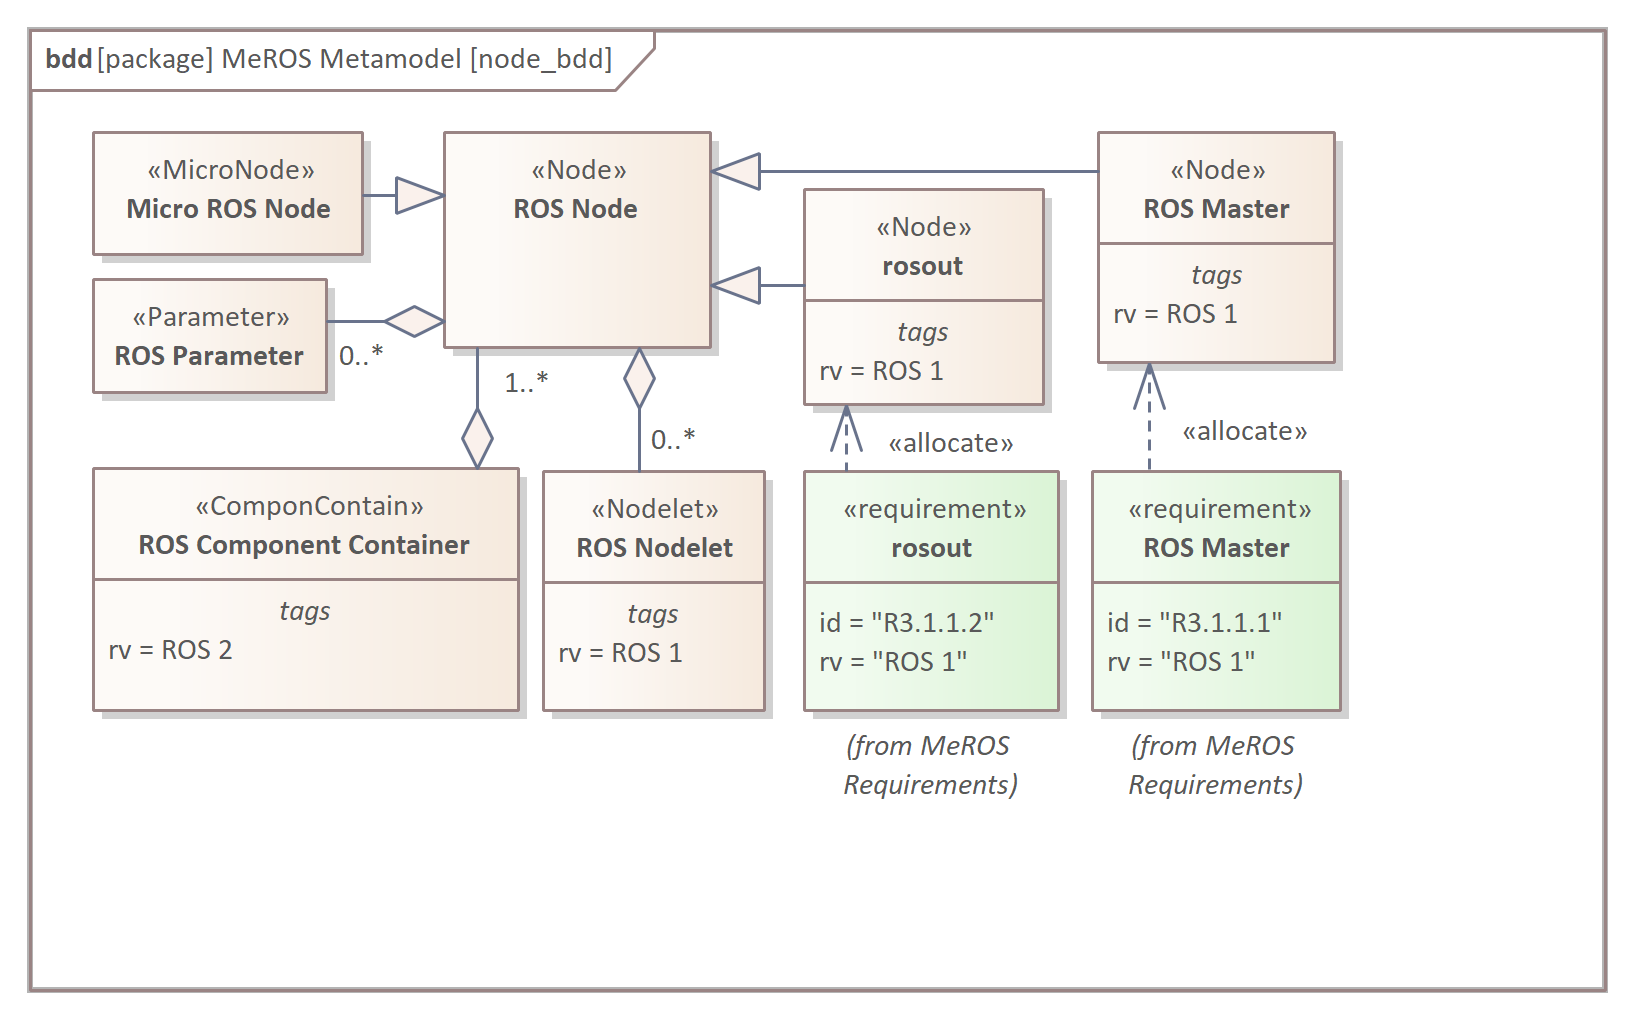 bdd [package] MeROS Metamodel [node_bdd]
«MicroNode»
Micro ROS Node
«Node»
ROS Node
«Node»
rosout
tags
rv = ROS 1
«Node»
ROS Master
tags
rv = ROS 1
«Parameter»
ROS Parameter
0..*
1..*
0..*
«allocate»
«allocate»
«ComponContain»
ROS Component Container
tags
rv = ROS 2
«Nodelet»
ROS Nodelet
tags
rv = ROS 1
«requirement»
rosout
id = "R3.1.1.2"
rv = "ROS 1"
(from MeROS
Requirements)
«requirement»
ROS Master
id = "R3.1.1.1"
rv = "ROS 1"
(from MeROS
Requirements)